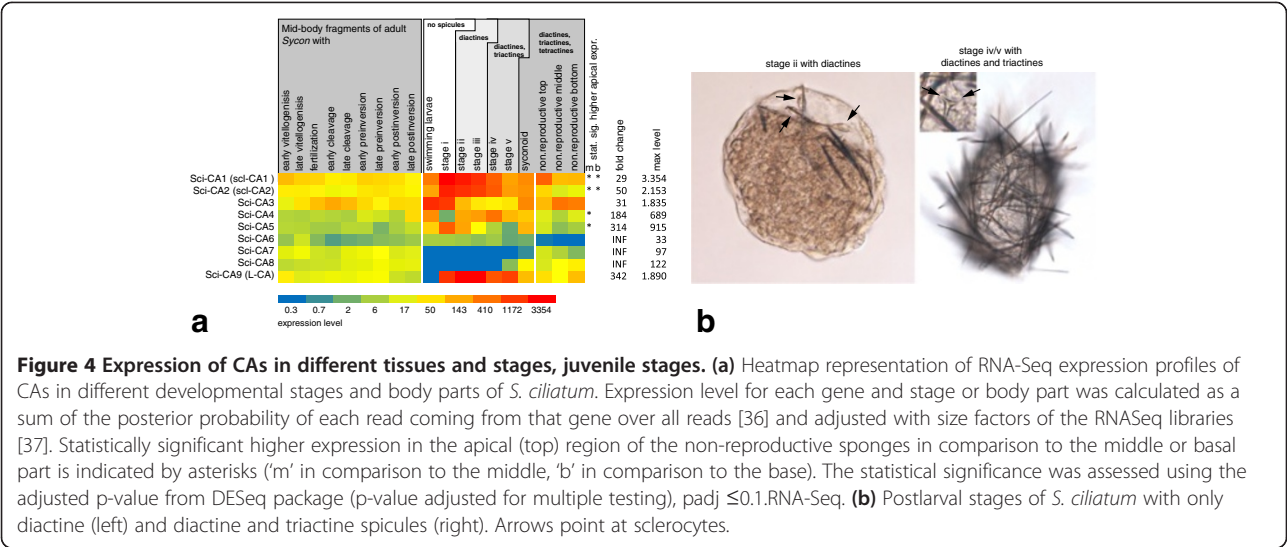 Mid-body fragments of adult
Sycon with
no spicules
diactines
diactines,
triactines
diactines,
triactines,
tetractines
early vitellogenisis
late vitellogenisis
fertilization
early cleavage
late cleavage
early preinversion
late preinversion
early postinversion
late postinversion
swimming larvae
stage i
stage ii
stage iii
stage iv
stage v
syconoid
non.reproductive top
non.reproductive middle
non.reproductive bottom
m b stat. sig. higher apical expr.
fold change
max level
Sci-CA1 (scl-CA1 ) * * 29 3.354
Sci-CA2 (scl-CA2) * * 50 2.153
Sci-CA3 31 1.835
Sci-CA4 * 184 689
Sci-CA5 * 314 915
Sci-CA6 INF 33
Sci-CA7 INF 97
Sci-CA8 INF 122
Sci-CA9 (L-CA) 342 1.890
0.3 0.7 2 6 17 50 143 410 1172 3354
expression level
a
stage ii with diactines
stage iv/v with
diactines and triactines
b
Figure 4 Expression of CAs in different tissues and stages, juvenile stages. (a) Heatmap representation of RNA-Seq expression profiles of
CAs in different developmental stages and body parts of S. ciliatum. Expression level for each gene and stage or body part was calculated as a
sum of the posterior probability of each read coming from that gene over all reads [36] and adjusted with size factors of the RNASeq libraries
[37]. Statistically significant higher expression in the apical (top) region of the non-reproductive sponges in comparison to the middle or basal
part is indicated by asterisks (‘m’ in comparison to the middle, ‘b’ in comparison to the base). The statistical significance was assessed using the
adjusted p-value from DESeq package (p-value adjusted for multiple testing), padj ≤0.1.RNA-Seq. (b) Postlarval stages of S. ciliatum with only
diactine (left) and diactine and triactine spicules (right). Arrows point at sclerocytes.